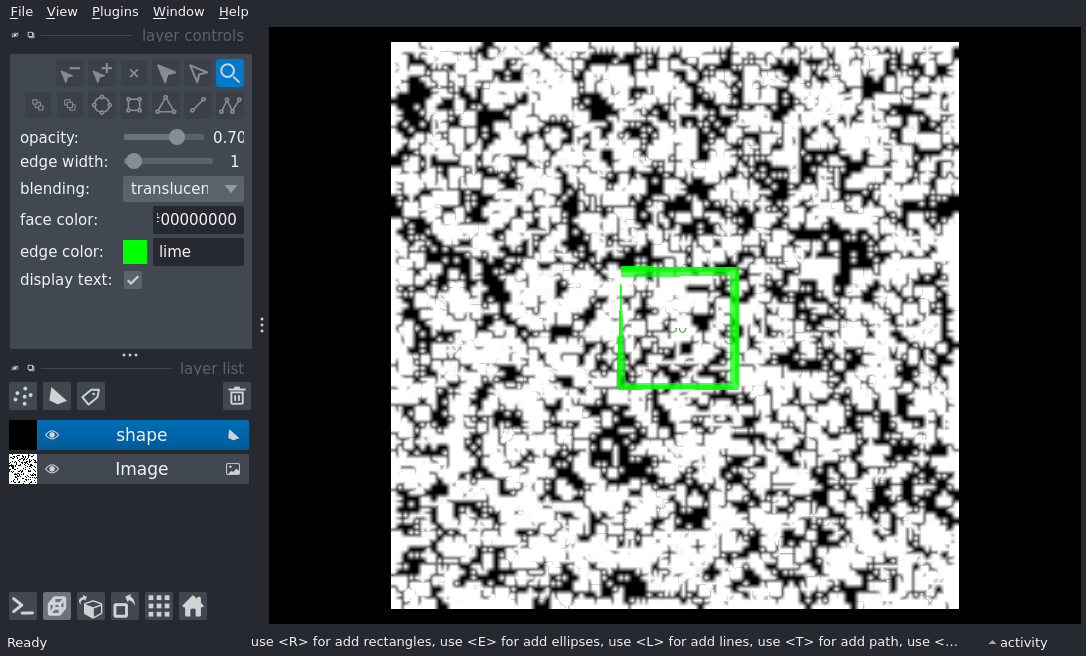 File View Plugins Window Help
layer controls
opacity: 0.70
edge width: 1
blending: translucen
face color: 00000000
edge color: lime
display text:
layer list
shape
Image
Ready use <R> for add rectangles, use <E> for add ellipses, use <L> for add lines, use <T> for add path, use <... activity